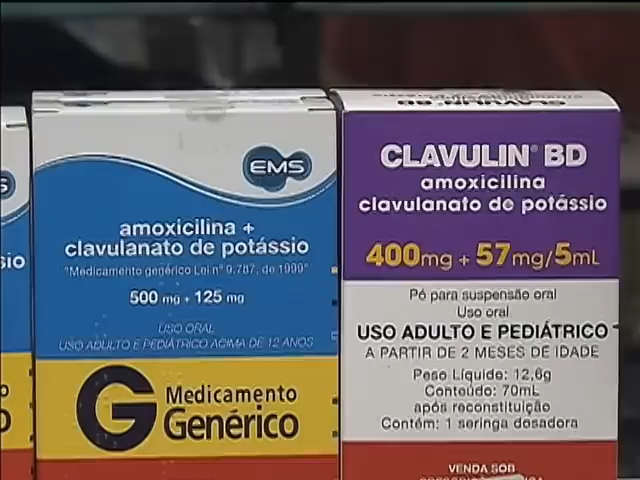 EMS
amoxicilina +
clavulanato de potássio
"Medicamento genérico Lei nº 9.787, de 1999"
500 mg + 125 mg
USO ORAL
USO ADULTO E PEDIÁTRICO ACIMA DE 12 ANOS
G Medicamento
Genérico
S
sio
o
CLAVULIN BD
CLAVULIN® BD
amoxicilina
clavulanato de potássio
400mg + 57mg/5mL
Pó para suspensão oral
Uso oral
USO ADULTO E PEDIÁTRICO
A PARTIR DE 2 MESES DE IDADE
Peso Líquido: 12,6g
Conteúdo: 70mL
após reconstituição
Contém: 1 seringa dosadora
VENDA SOB